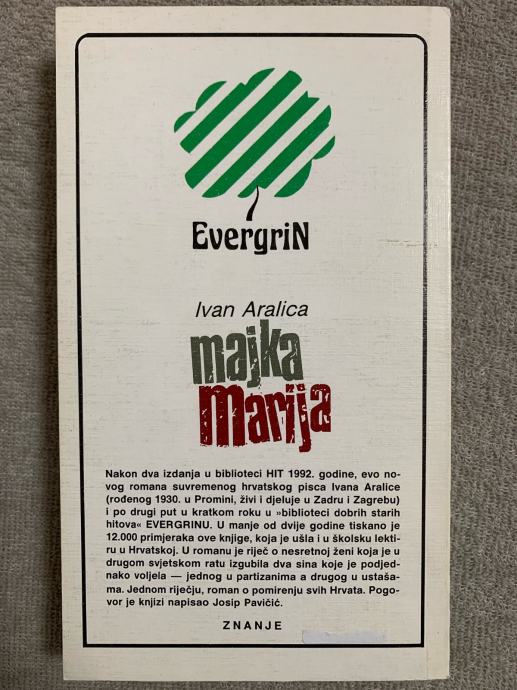 EvergriN
Ivan Aralica
majka
marija
Nakon dva izdanja u biblioteci HIT 1992. godine, evo no-
vog romana suvremenog hrvatskog pisca Ivana Aralice
(rođenog 1930. u Promini, živi i djeluje u Zadru i Zagrebu)
i po drugi put u kratkom roku u »biblioteci dobrih starih
hitova« EVERGRINU. U manje od dvije godine tiskano je
12.000 primjeraka ove knjige, koja je ušla i u školsku lekti-
ru u Hrvatskoj. U romanu je riječ o nesretnoj ženi koja je u
drugom svjetskom ratu izgubila dva sina koje je podjed-
nako voljela — jednog u partizanima a drugog u ustaša-
ma. Jednom riječju, roman o pomirenju svih Hrvata. Pogo-
vor je knjizi napisao Josip Pavičić.
ZNANJE